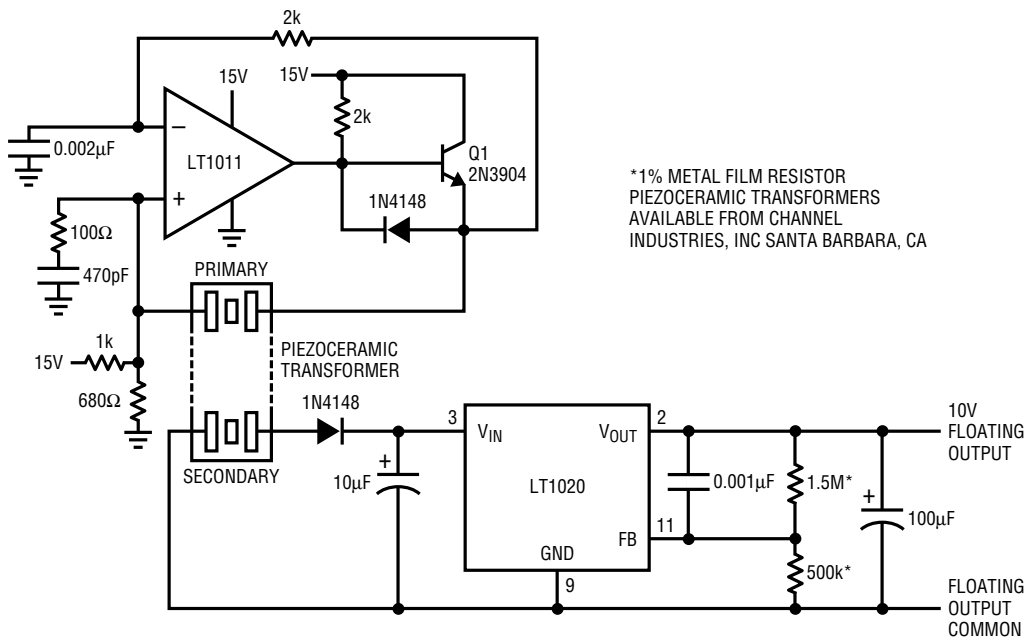 2k
15V
15V
2k
−
0.002µF
LT1011
Q1
2N3904
+
1N4148
100Ω
470pF
*1% METAL FILM RESISTOR
PIEZOCERAMIC TRANSFORMERS
AVAILABLE FROM CHANNEL
INDUSTRIES, INC SANTA BARBARA, CA
PRIMARY
1k
15V
PIEZOCERAMIC
TRANSFORMER
680Ω
1N4148
SECONDARY
+
10µF
3
VIN
VOUT
2
LT1020
0.001µF
1.5M*
+
100µF
11
FB
GND
9
500k*
10V
FLOATING
OUTPUT
FLOATING
OUTPUT
COMMON